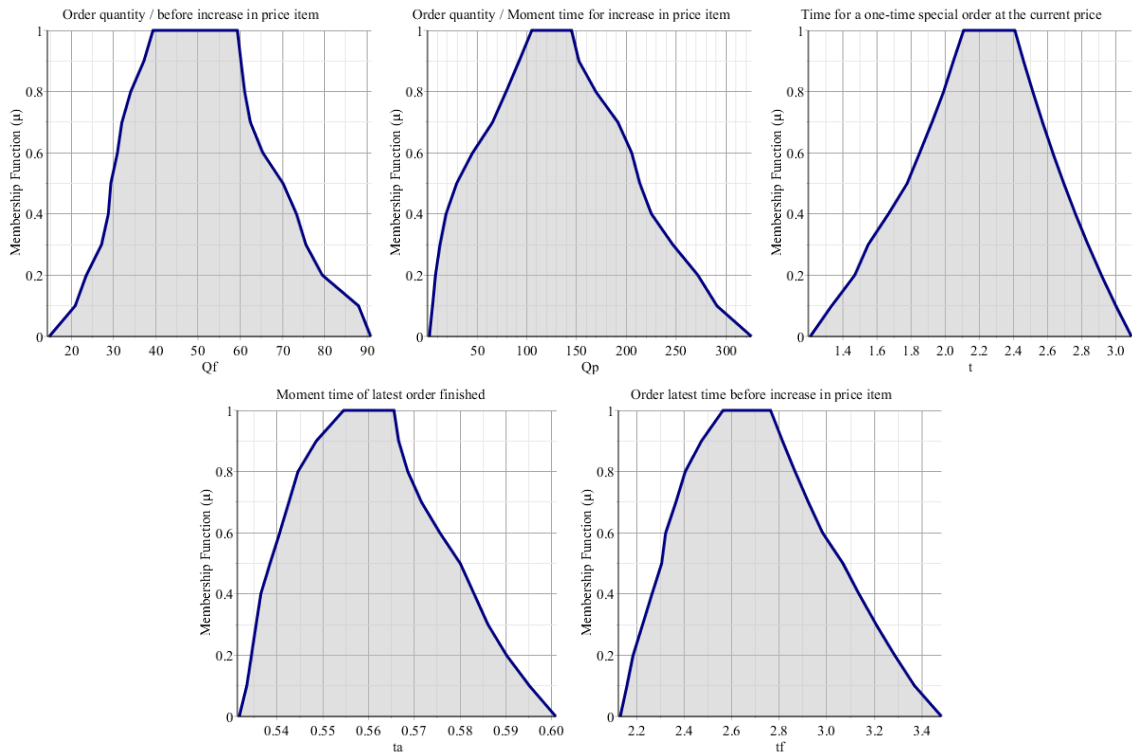 Order quantity / before increase in price item
Membership Function (μ)
1
0.8
0.6
0.4
0.2
0
20 30 40 50 60 70 80 90
Qf
Order quantity / Moment time for increase in price item
Membership Function (μ)
1
0.8
0.6
0.4
0.2
0
50 100 150 200 250 300
Qp
Time for a one-time special order at the current price
Membership Function (μ)
1
0.8
0.6
0.4
0.2
0
1.4 1.6 1.8 2.0 2.2 2.4 2.6 2.8 3.0
t
Moment time of latest order finished
Membership Function (μ)
1
0.8
0.6
0.4
0.2
0
0.54 0.55 0.56 0.57 0.58 0.59 0.60
ta
Order latest time before increase in price item
Membership Function (μ)
1
0.8
0.6
0.4
0.2
0
2.2 2.4 2.6 2.8 3.0 3.2 3.4
tf